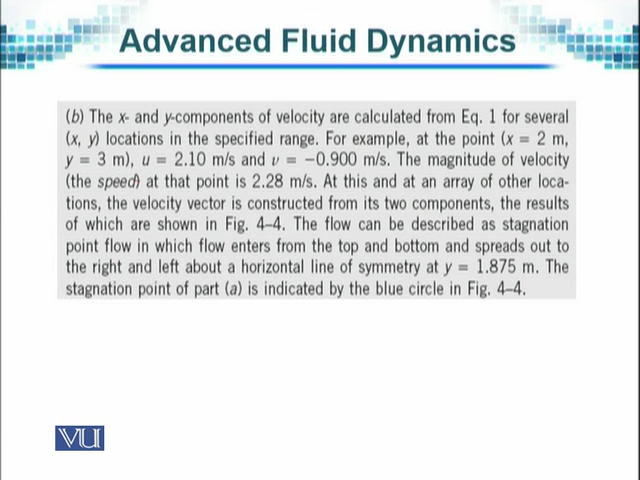 Advanced Fluid Dynamics
(b) The x- and y-components of velocity are calculated from Eq. 1 for several
(x, y) locations in the specified range. For example, at the point (x = 2 m,
y = 3 m), u = 2.10 m/s and v = −0.900 m/s. The magnitude of velocity
(the speed) at that point is 2.28 m/s. At this and at an array of other loca-
tions, the velocity vector is constructed from its two components, the results
of which are shown in Fig. 4–4. The flow can be described as stagnation
point flow in which flow enters from the top and bottom and spreads out to
the right and left about a horizontal line of symmetry at y = 1.875 m. The
stagnation point of part (a) is indicated by the blue circle in Fig. 4–4.
VU